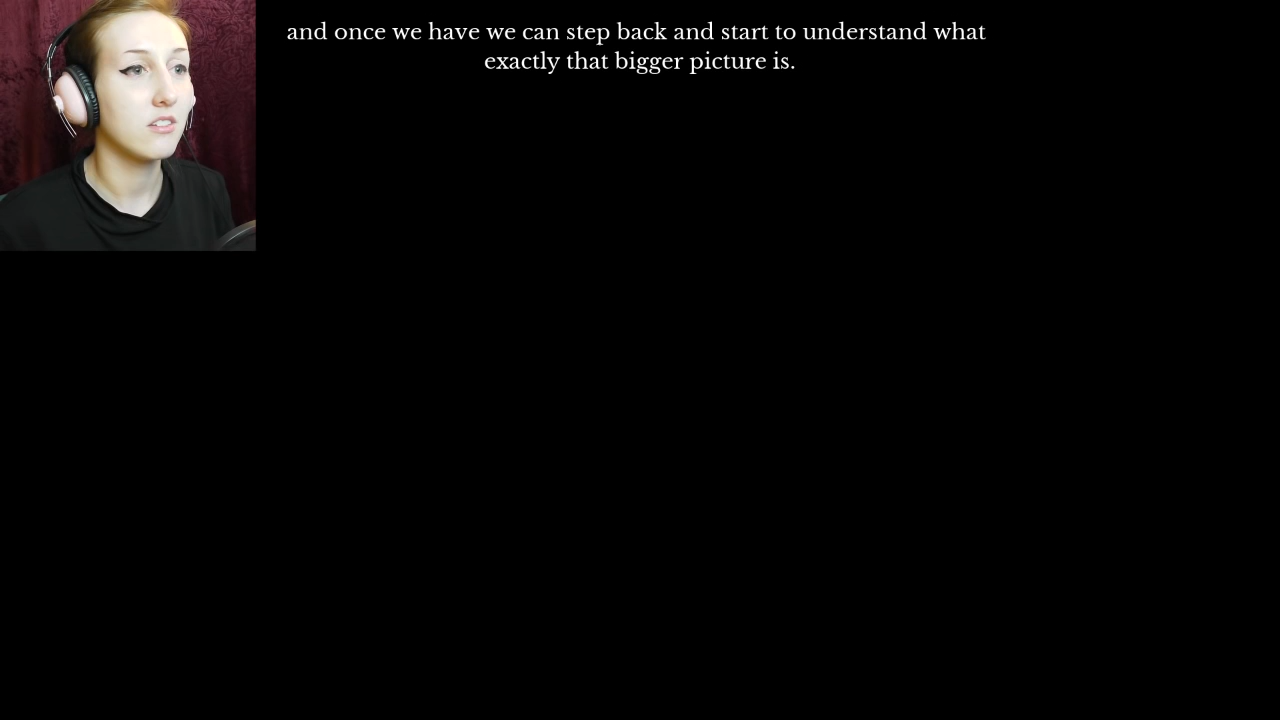 and once we have we can step back and start to understand what
exactly that bigger picture is.